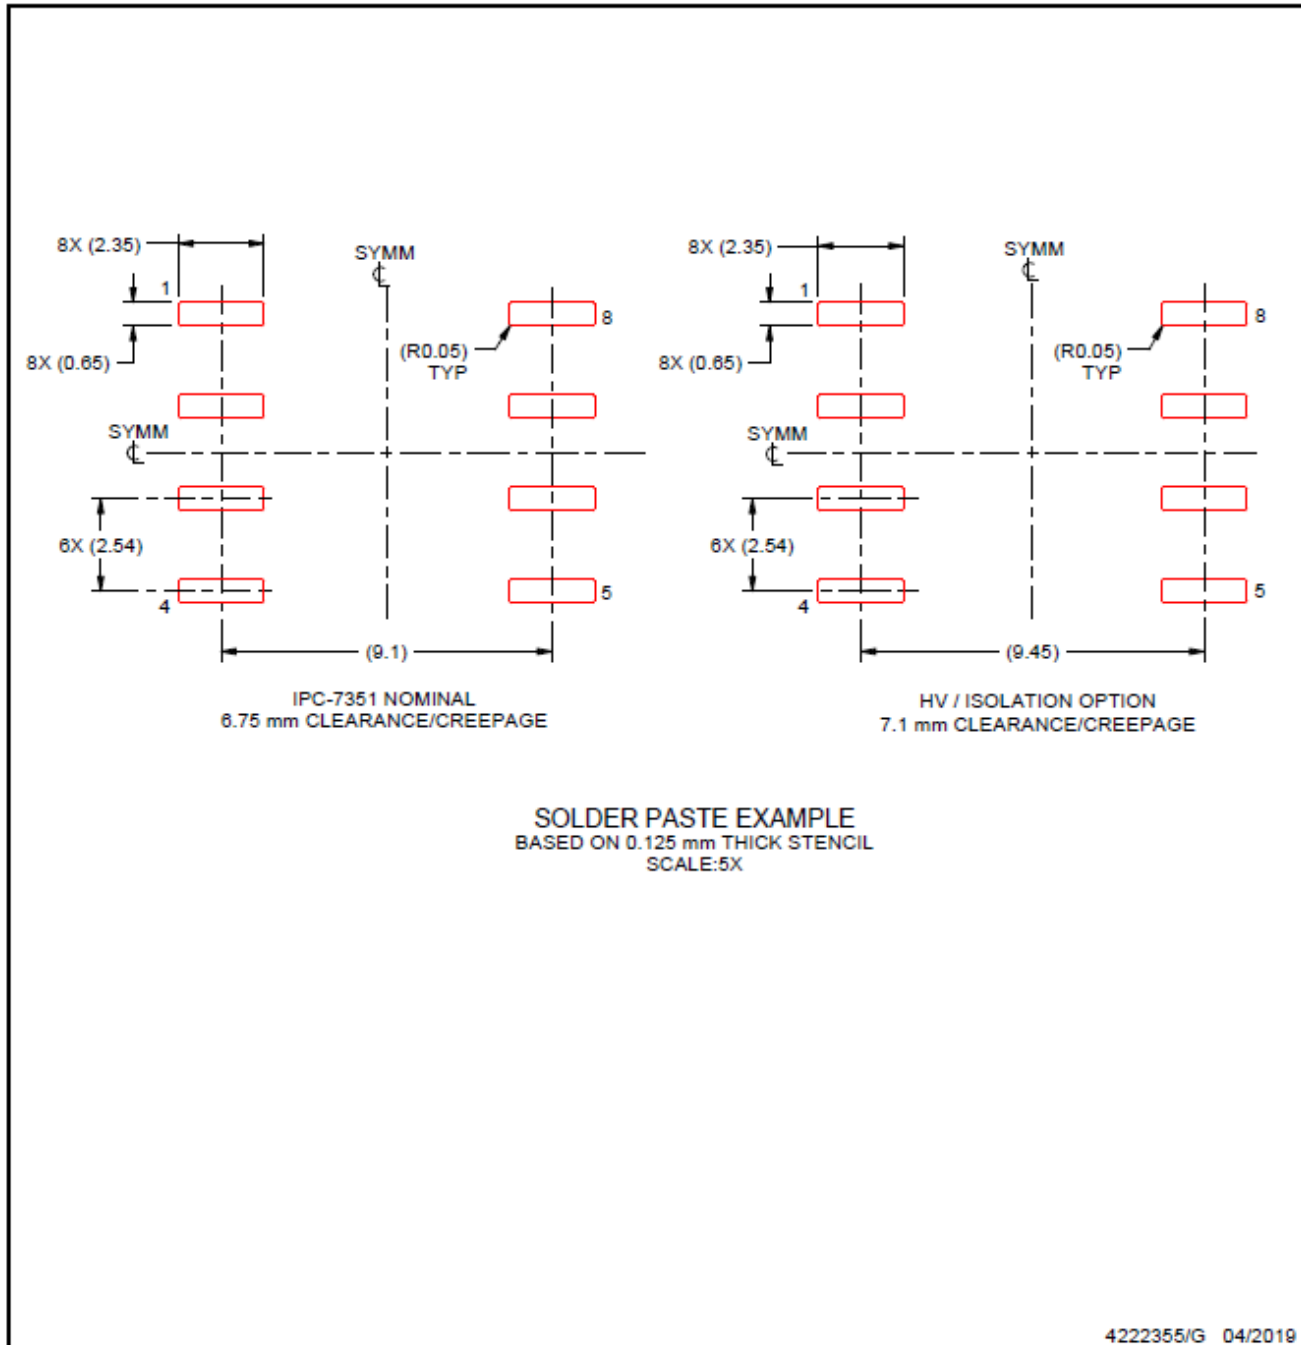 8X (2.35)
SYMM
℄
1
8
8X (0.65)
(R0.05)
TYP
SYMM
℄
6X (2.54)
4
5
(9.1)
IPC-7351 NOMINAL
6.75 mm CLEARANCE/CREEPAGE
8X (2.35)
SYMM
℄
1
8
8X (0.65)
(R0.05)
TYP
SYMM
℄
6X (2.54)
4
5
(9.45)
HV / ISOLATION OPTION
7.1 mm CLEARANCE/CREEPAGE
SOLDER PASTE EXAMPLE
BASED ON 0.125 mm THICK STENCIL
SCALE:5X
4222355/G 04/2019